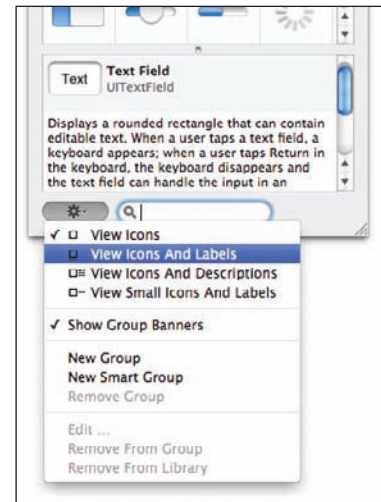 Text
Text Field
UITextField
Displays a rounded rectangle that can contain
editable text. When a user taps a text field, a
keyboard appears; when a user taps Return in
the keyboard, the keyboard disappears and
the text field can handle the input in an
View Icons
View Icons And Labels
View Icons And Descriptions
View Small Icons And Labels
Show Group Banners
New Group
New Smart Group
Remove Group
Edit ...
Remove From Group
Remove From Library